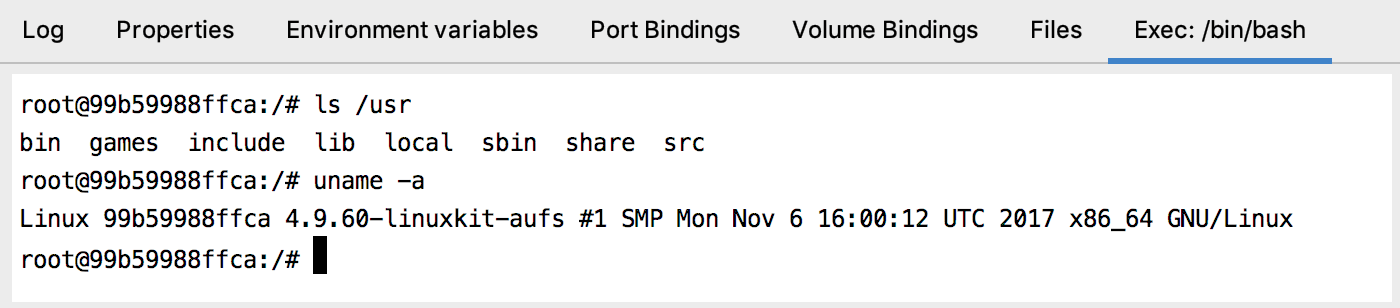 Log Properties Environment variables Port Bindings Volume Bindings Files Exec: /bin/bash
root@99b59988ffca:/# ls /usr
bin  games  include  lib  local  sbin  share  src
root@99b59988ffca:/# uname -a
Linux 99b59988ffca 4.9.60-linuxkit-aufs #1 SMP Mon Nov 6 16:00:12 UTC 2017 x86_64 GNU/Linux
root@99b59988ffca:/#